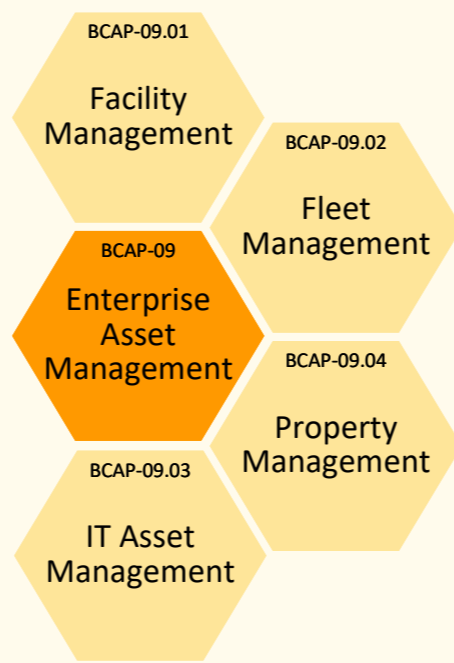 BCAP-09.01
Facility
Management
BCAP-09.02
Fleet
Management
BCAP-09
Enterprise
Asset
Management
BCAP-09.04
Property
Management
BCAP-09.03
IT Asset
Management